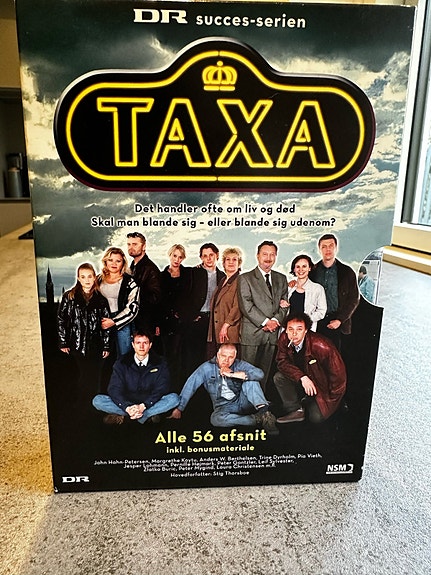 DR succes-serien
TAXA
Det handler ofte om liv og død
Skal man blande sig - eller blande sig udenom?
Alle 56 afsnit
Inkl. bonusmateriale
John Hahn-Petersen, Margrethe Koytu, Anders W. Berthelsen, Trine Dyrholm, Pia Vieth,
Jesper Lohmann, Pernille Højmark, Peter Gantzler, Leif Sylvester,
Zlatko Buric, Peter Mygind, Laura Christensen m.fl.
Hovedforfatter: Stig Thorsboe
DR
NSM